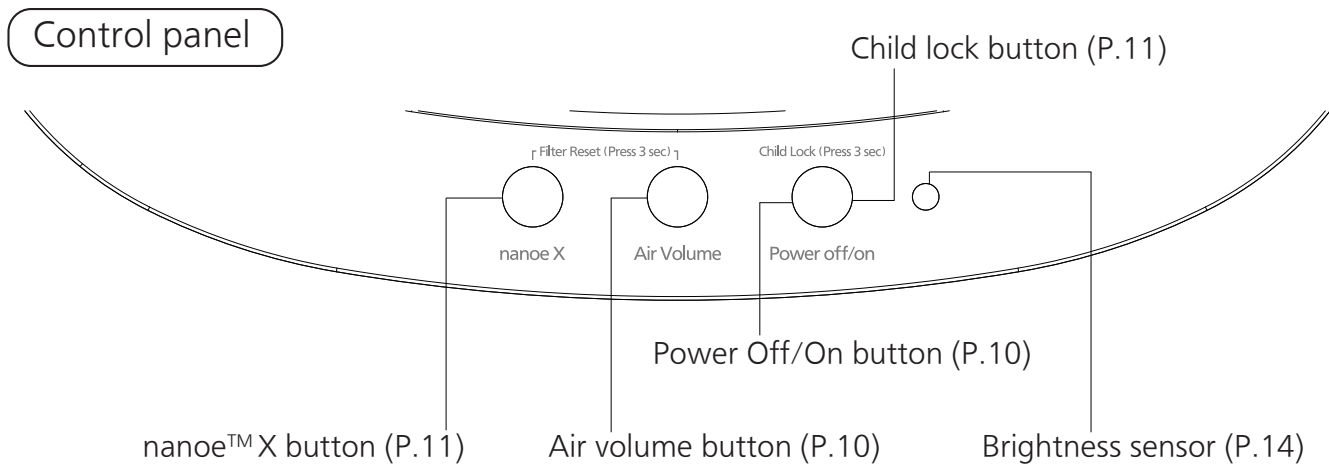 Control panel
Child lock button (P.11)
Filter Reset (Press 3 sec)
Child Lock (Press 3 sec)
nanoe X
Air Volume
Power off/on
Power Off/On button (P.10)
nanoe™ X button (P.11)
Air volume button (P.10)
Brightness sensor (P.14)